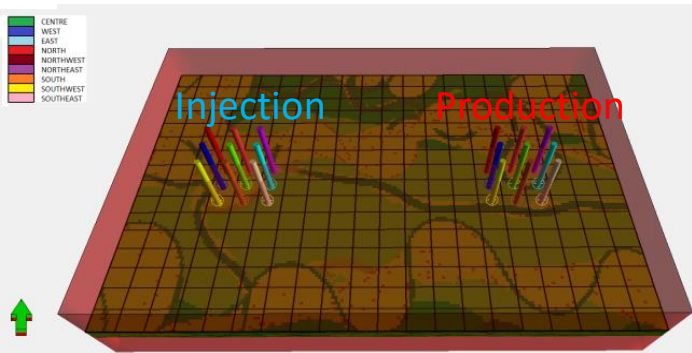 CENTRE
WEST
EAST
NORTH
NORTHWEST
NORTHEAST
SOUTH
SOUTHWEST
SOUTHEAST
Injection
Production